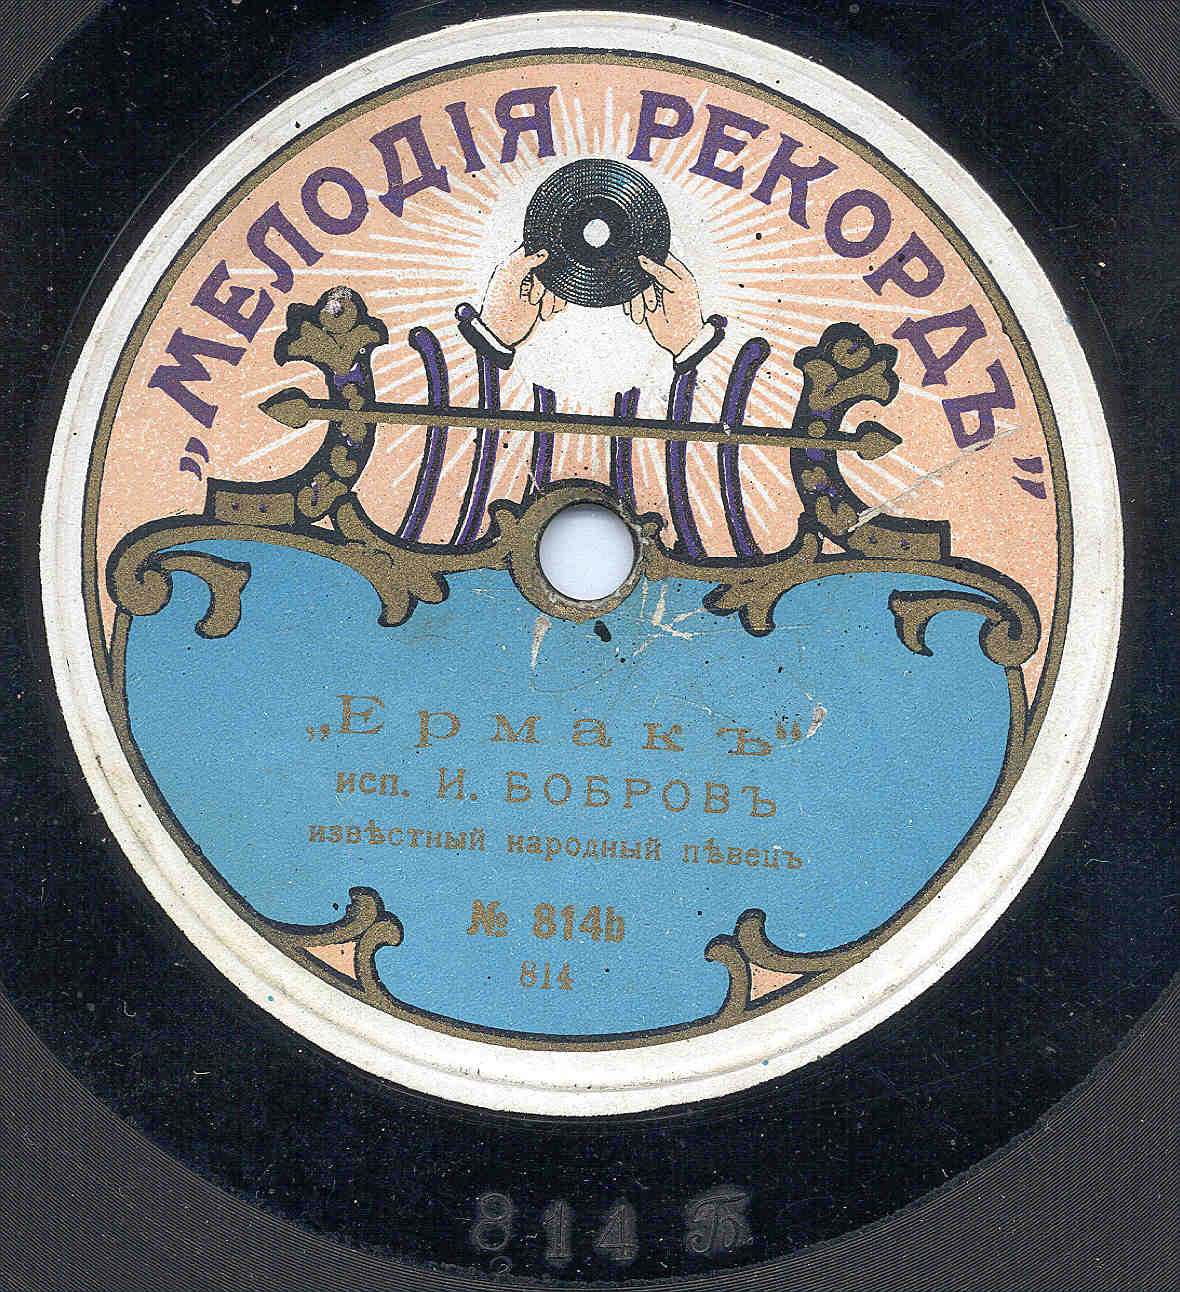 „МЕЛОДІЯ РЕКОРДЪ"
„Ермакъ“
исп. И. БОБРОВЪ
извѣстный народный пѣвецъ
№ 814b
814
814 Б.